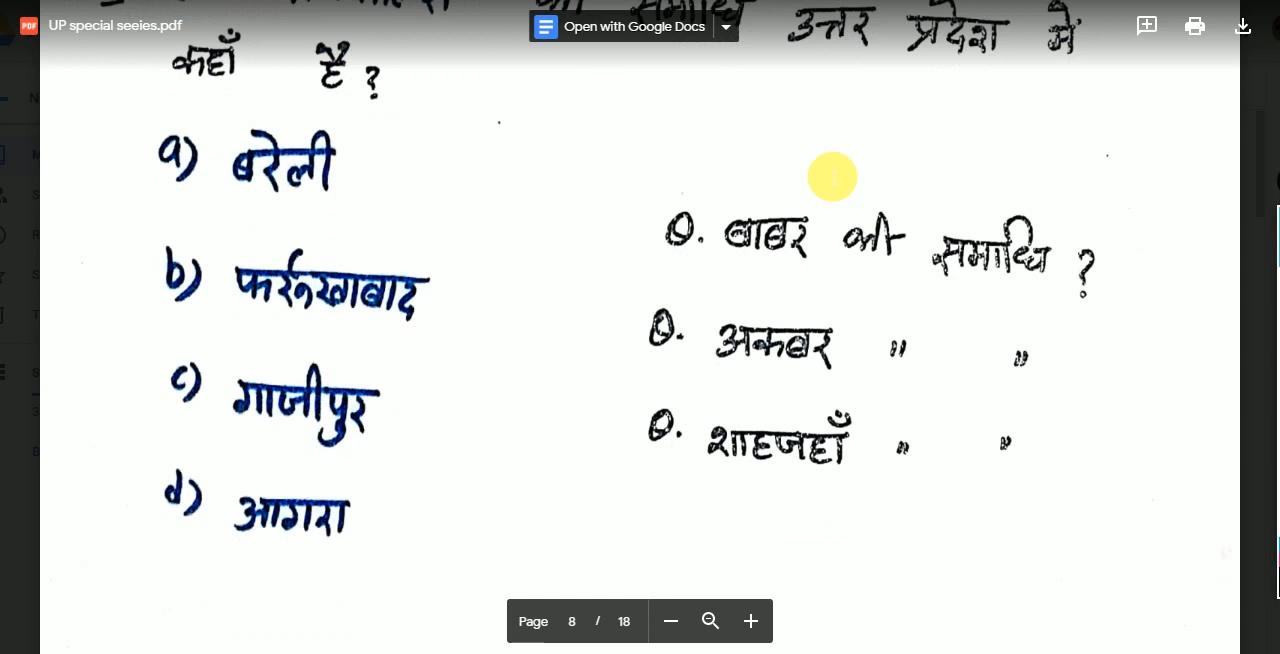 UP special seeies.pdf
Open with Google Docs
की समाधि उत्तर प्रदेश में
कहाँ है ?
a) बरेली
b) फर्रूखाबाद
c) गाजीपुर
d) आगरा
Q. बाबर की समाधि ?
Q. अकबर " "
Q. शाहजहाँ " "
Page 8 / 18